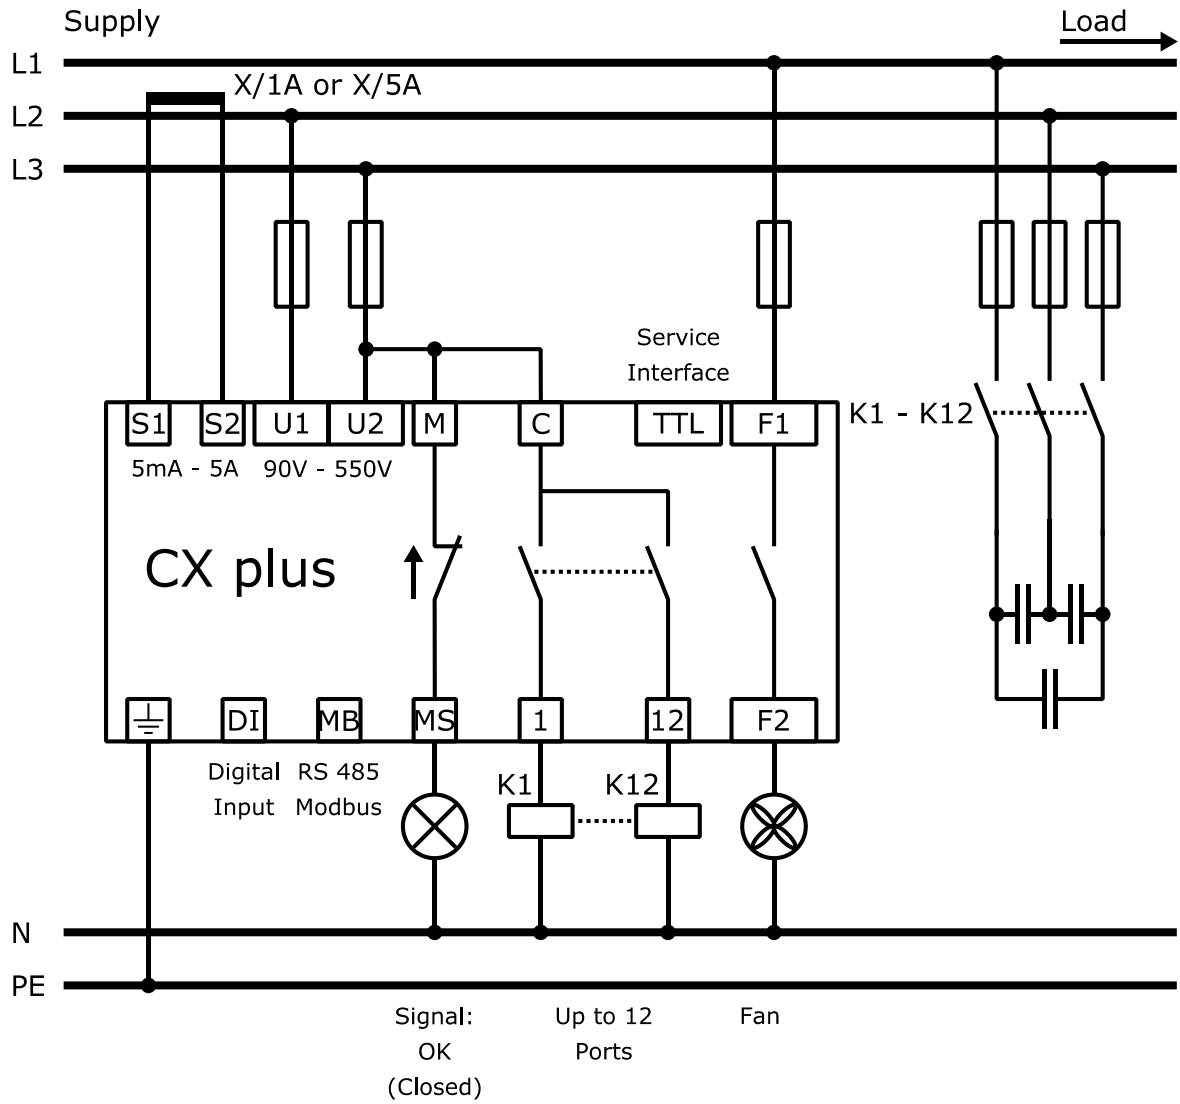 Supply
Load
L1
X/1A or X/5A
L2
L3
Service
Interface
S1 S2 U1 U2 M C TTL F1
K1 - K12
5mA - 5A 90V - 550V
CX plus
DI MB MS 1 12 F2
Digital RS 485
Input Modbus
K1 K12
N
PE
Signal: Up to 12 Fan
OK Ports
(Closed)